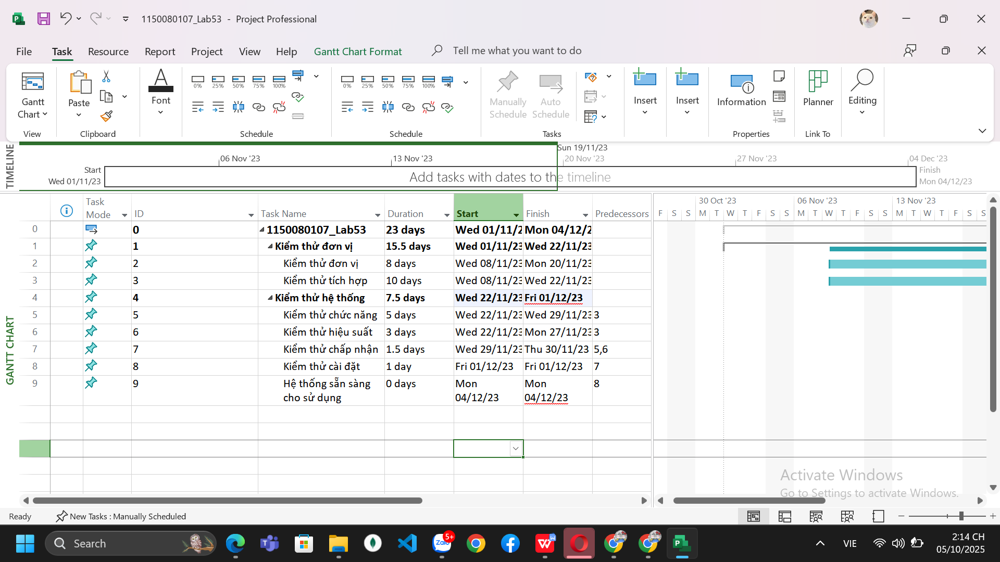 1150080107_Lab53 - Project Professional
File Task Resource Report Project View Help Gantt Chart Format Tell me what you want to do
Gantt Chart
View
Paste
Clipboard
Font
0% 25% 50% 75% 100%
Schedule
0% 25% 50% 75% 100%
Schedule
Manually Schedule
Auto Schedule
Tasks
Insert
Insert
Information
Properties
Planner
Link To
Editing
TIMELINE
Sun 19/11/23
06 Nov '23 13 Nov '23 20 Nov '23 27 Nov '23 04 Dec '23
Start
Wed 01/11/23
Add tasks with dates to the timeline
Finish
Mon 04/12/23
GANTT CHART
Task Mode ID Task Name Duration Start Finish Predecessors
30 Oct '23 06 Nov '23 13 Nov '23
F S S M T W T F S S M T W T F S S M T W T F S S
0 0 1150080107_Lab53 23 days Wed 01/11/2 Mon 04/12/2
1 1 Kiểm thử đơn vị 15.5 days Wed 01/11/23 Wed 22/11/23
2 2 Kiểm thử đơn vị 8 days Wed 08/11/23 Mon 20/11/23
3 3 Kiểm thử tích hợp 10 days Wed 08/11/23 Wed 22/11/23
4 4 Kiểm thử hệ thống 7.5 days Wed 22/11/23 Fri 01/12/23
5 5 Kiểm thử chức năng 5 days Wed 22/11/23 Wed 29/11/23 3
6 6 Kiểm thử hiệu suất 3 days Wed 22/11/23 Mon 27/11/23 3
7 7 Kiểm thử chấp nhận 1.5 days Wed 29/11/23 Thu 30/11/23 5,6
8 8 Kiểm thử cài đặt 1 day Fri 01/12/23 Fri 01/12/23 7
9 9 Hệ thống sẵn sàng 0 days Mon Mon 8
cho sử dụng 04/12/23 04/12/23
Activate Windows
Go to Settings to activate Windows.
Ready New Tasks : Manually Scheduled
Search
5+
Zalo
VIE
2:14 CH
05/10/2025